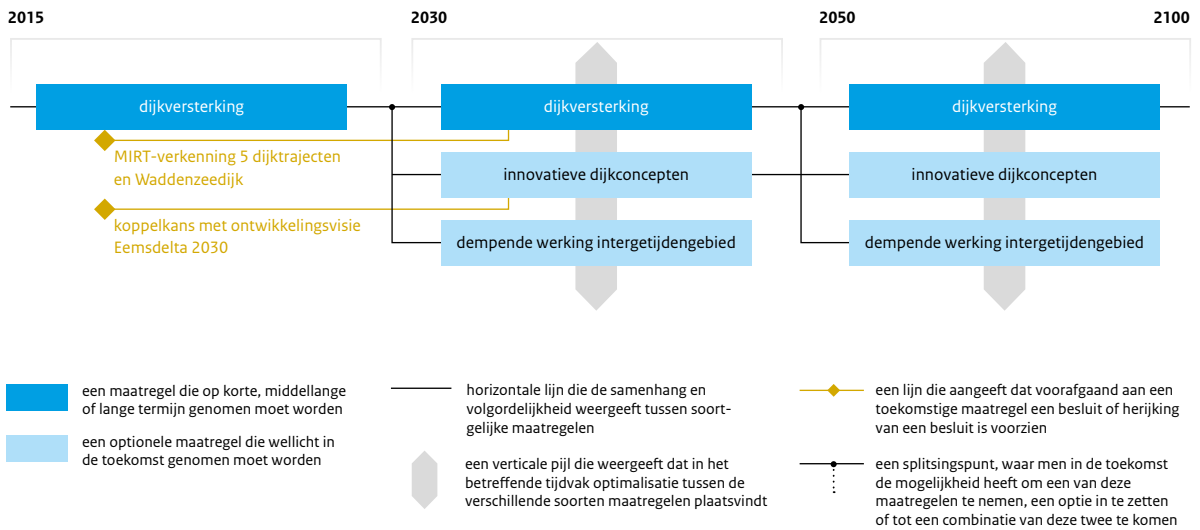 2015
2030
2050
2100
dijkversterking
dijkversterking
dijkversterking
MIRT-verkenning 5 dijktrajecten
en Waddenzeedijk
innovatieve dijkconcepten
innovatieve dijkconcepten
koppelkans met ontwikkelingsvisie
Eemsdelta 2030
dempende werking intergetijdengebied
dempende werking intergetijdengebied
een maatregel die op korte, middellange
of lange termijn genomen moet worden
een optionele maatregel die wellicht in
de toekomst genomen moet worden
horizontale lijn die de samenhang en
volgordelijkheid weergeeft tussen soort-
gelijke maatregelen
een verticale pijl die weergeeft dat in het
betreffende tijdvak optimalisatie tussen de
verschillende soorten maatregelen plaatsvindt
een lijn die aangeeft dat voorafgaand aan een
toekomstige maatregel een besluit of herijking
van een besluit is voorzien
een splitsingspunt, waar men in de toekomst
de mogelijkheid heeft om een van deze
maatregelen te nemen, een optie in te zetten
of tot een combinatie van deze twee te komen